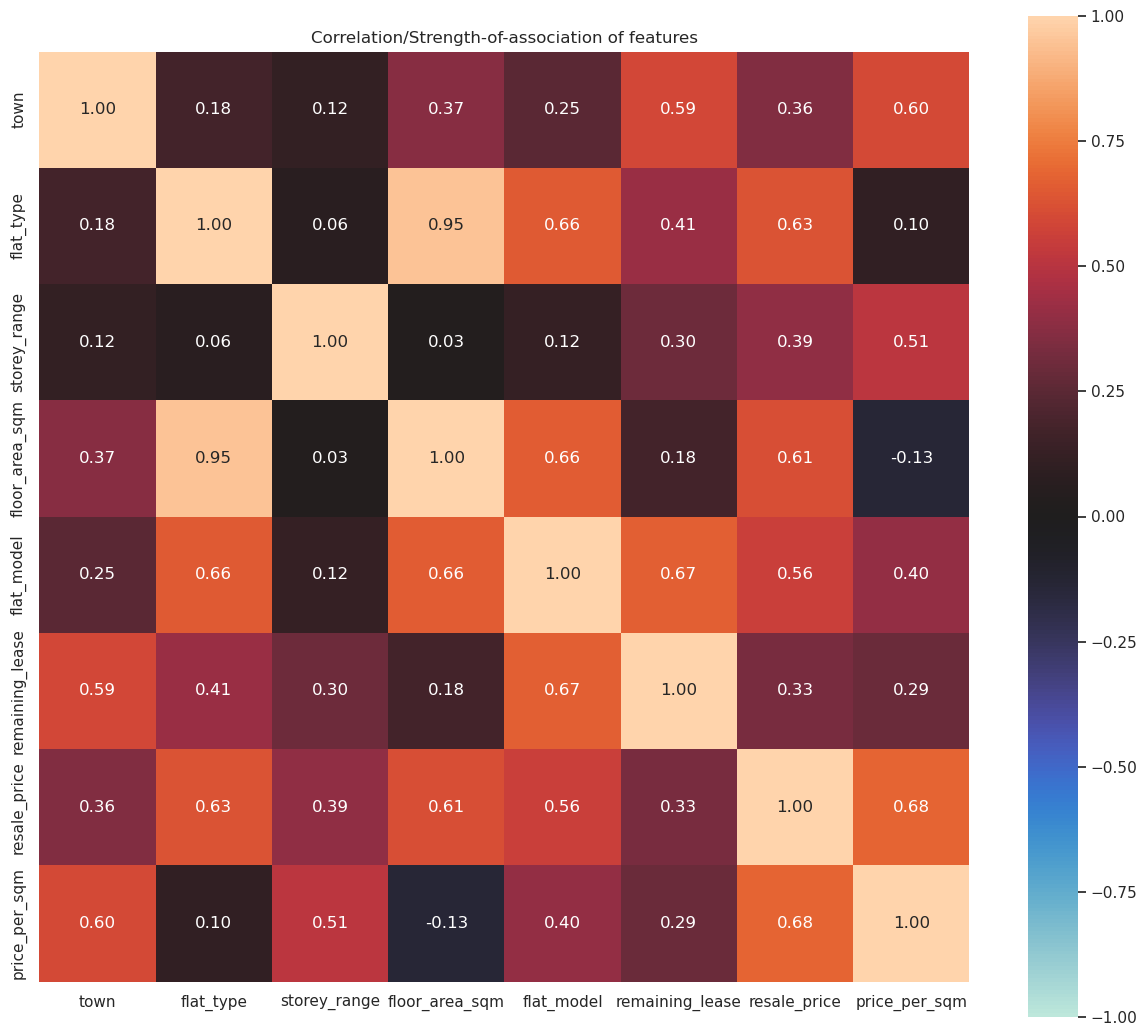 Correlation/Strength-of-association of features
town 1.00 0.18 0.12 0.37 0.25 0.59 0.36 0.60
flat_type 0.18 1.00 0.06 0.95 0.66 0.41 0.63 0.10
storey_range 0.12 0.06 1.00 0.03 0.12 0.30 0.39 0.51
floor_area_sqm 0.37 0.95 0.03 1.00 0.66 0.18 0.61 -0.13
flat_model 0.25 0.66 0.12 0.66 1.00 0.67 0.56 0.40
remaining_lease 0.59 0.41 0.30 0.18 0.67 1.00 0.33 0.29
resale_price 0.36 0.63 0.39 0.61 0.56 0.33 1.00 0.68
price_per_sqm 0.60 0.10 0.51 -0.13 0.40 0.29 0.68 1.00
town flat_type storey_range floor_area_sqm flat_model remaining_lease resale_price price_per_sqm
1.00
0.75
0.50
0.25
0.00
−0.25
−0.50
−0.75
−1.00